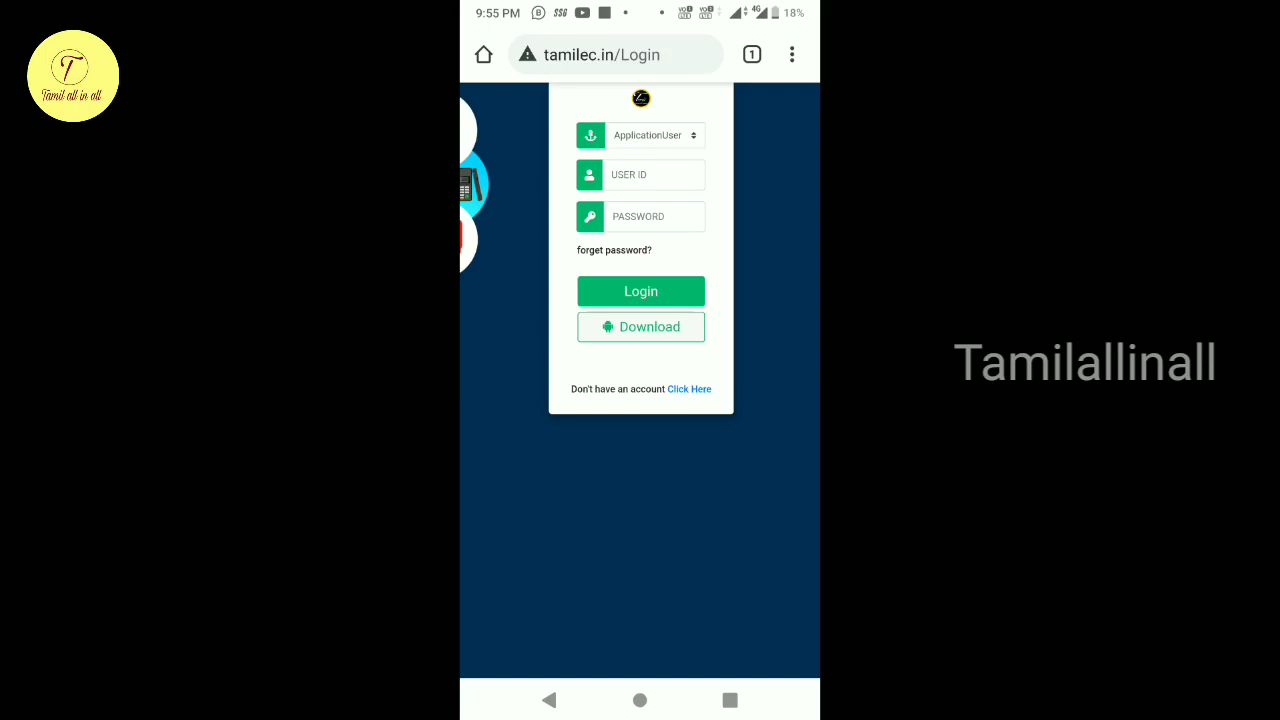 9:55 PM
4G
18%
T
Tamil all in all
tamilec.in/Login
1
ApplicationUser
USER ID
PASSWORD
forget password?
Login
Download
Don't have an account Click Here
Tamilallinall